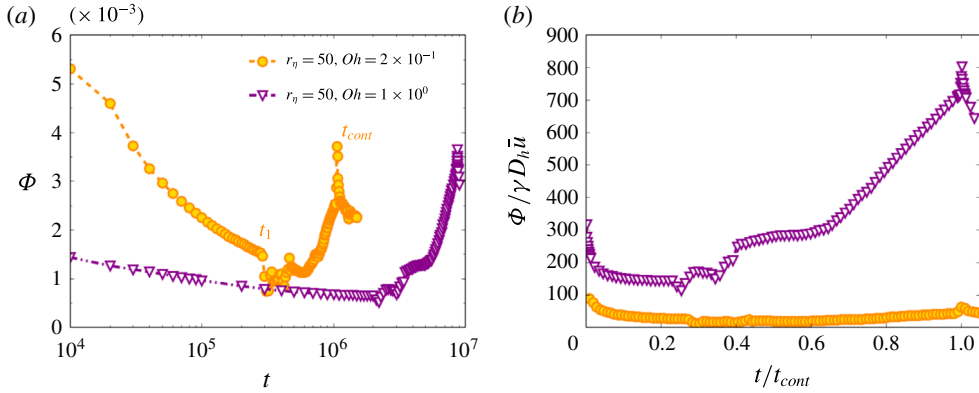 (a) (× 10⁻³)
6
5
4
3
2
1
0
Φ
r_η = 50, Oh = 2 × 10⁻¹
r_η = 50, Oh = 1 × 10⁰
t_cont
t₁
10⁴ 10⁵ 10⁶ 10⁷
t
(b)
900
800
700
600
500
400
300
200
100
Φ/γ D_h ū
0 0.2 0.4 0.6 0.8 1.0
t/t_cont